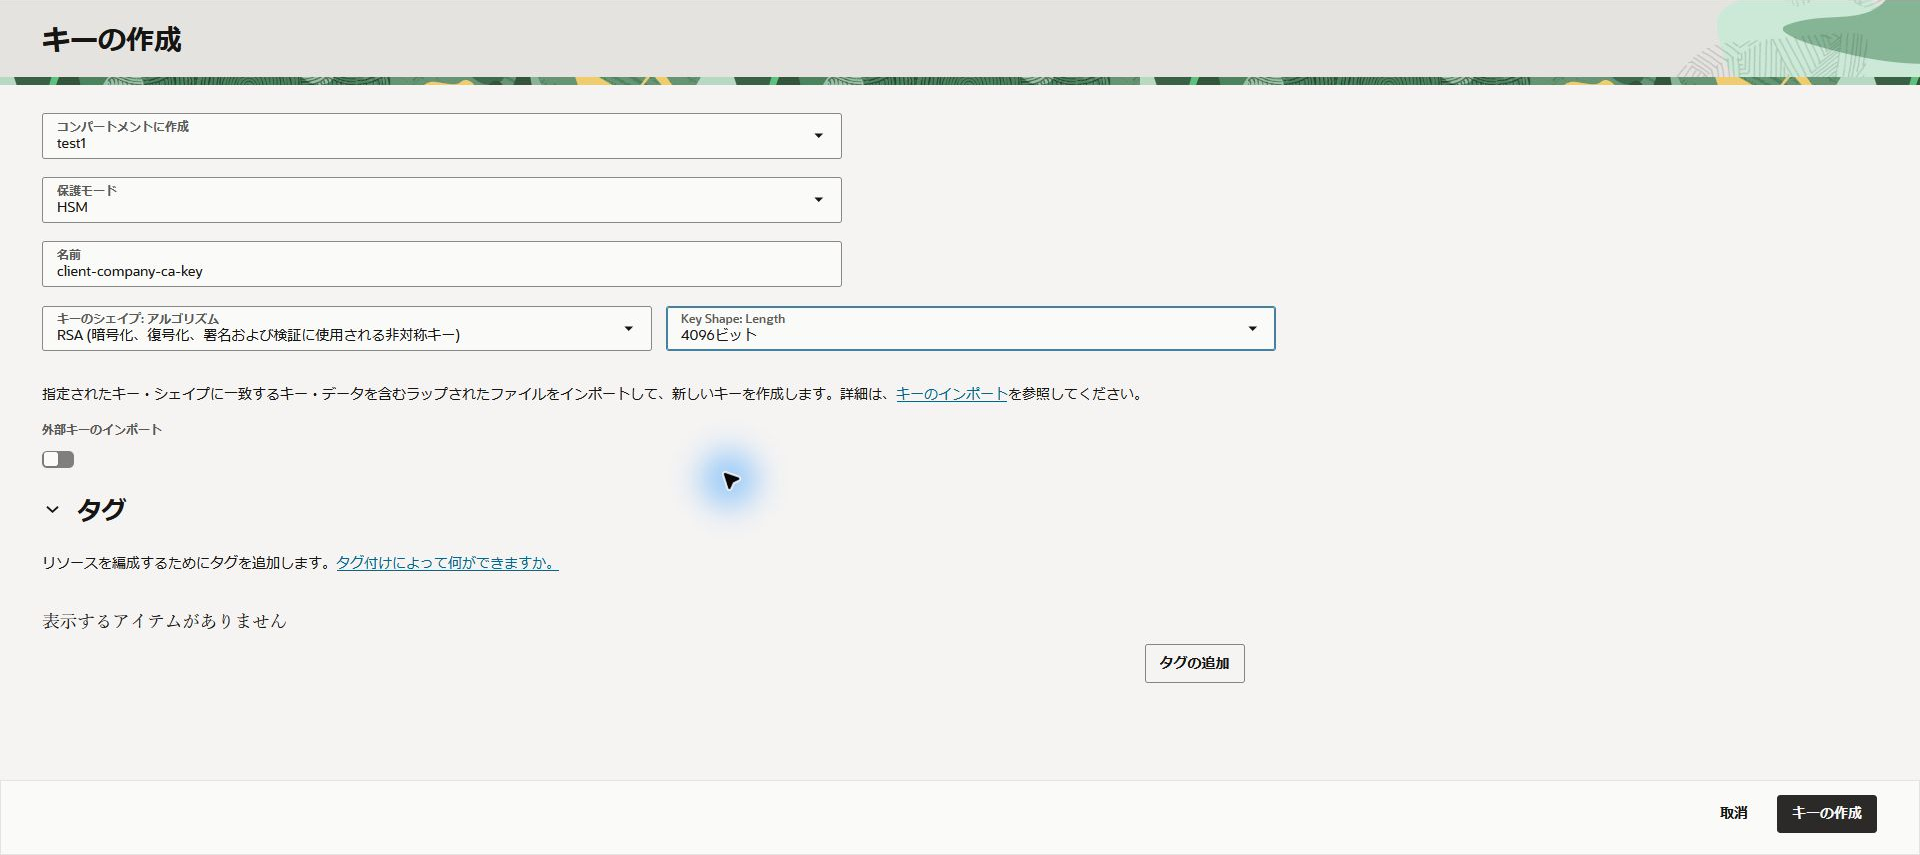 キーの作成
コンパートメントに作成
test1
保護モード
HSM
名前
client-company-ca-key
キーのシェイプ: アルゴリズム
RSA (暗号化、復号化、署名および検証に使用される非対称キー)
Key Shape: Length
4096ビット
指定されたキー・シェイプに一致するキー・データを含むラップされたファイルをインポートして、新しいキーを作成します。詳細は、キーのインポートを参照してください。
外部キーのインポート
タグ
リソースを編成するためにタグを追加します。タグ付けによって何ができますか。
表示するアイテムがありません
タグの追加
取消
キーの作成